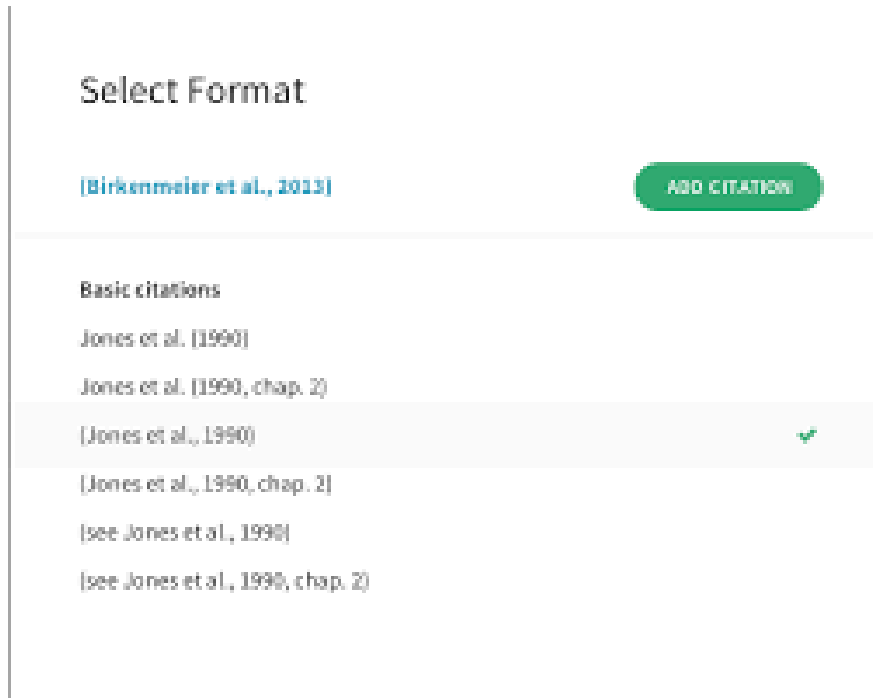 Select Format
(Birkenmeier et al., 2013)
ADD CITATION
Basic citations
Jones et al. (1990)
Jones et al. (1990, chap. 2)
(Jones et al., 1990)
(Jones et al., 1990, chap. 2)
(see Jones et al., 1990)
(see Jones et al., 1990, chap. 2)